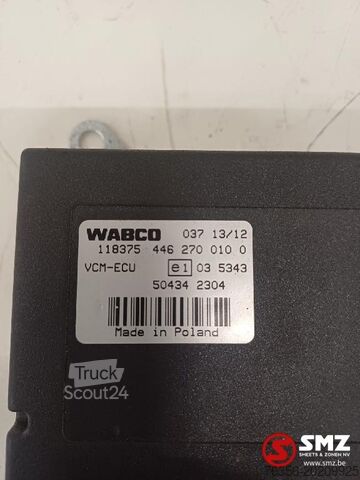 WABCO 037 13/12
118375 446 270 010 0
VCM-ECU e1 03 5343
50434 2304
Made in Poland
Truck
Scout24
SMZ
SMEETS & ZONEN NV
www.smz.be